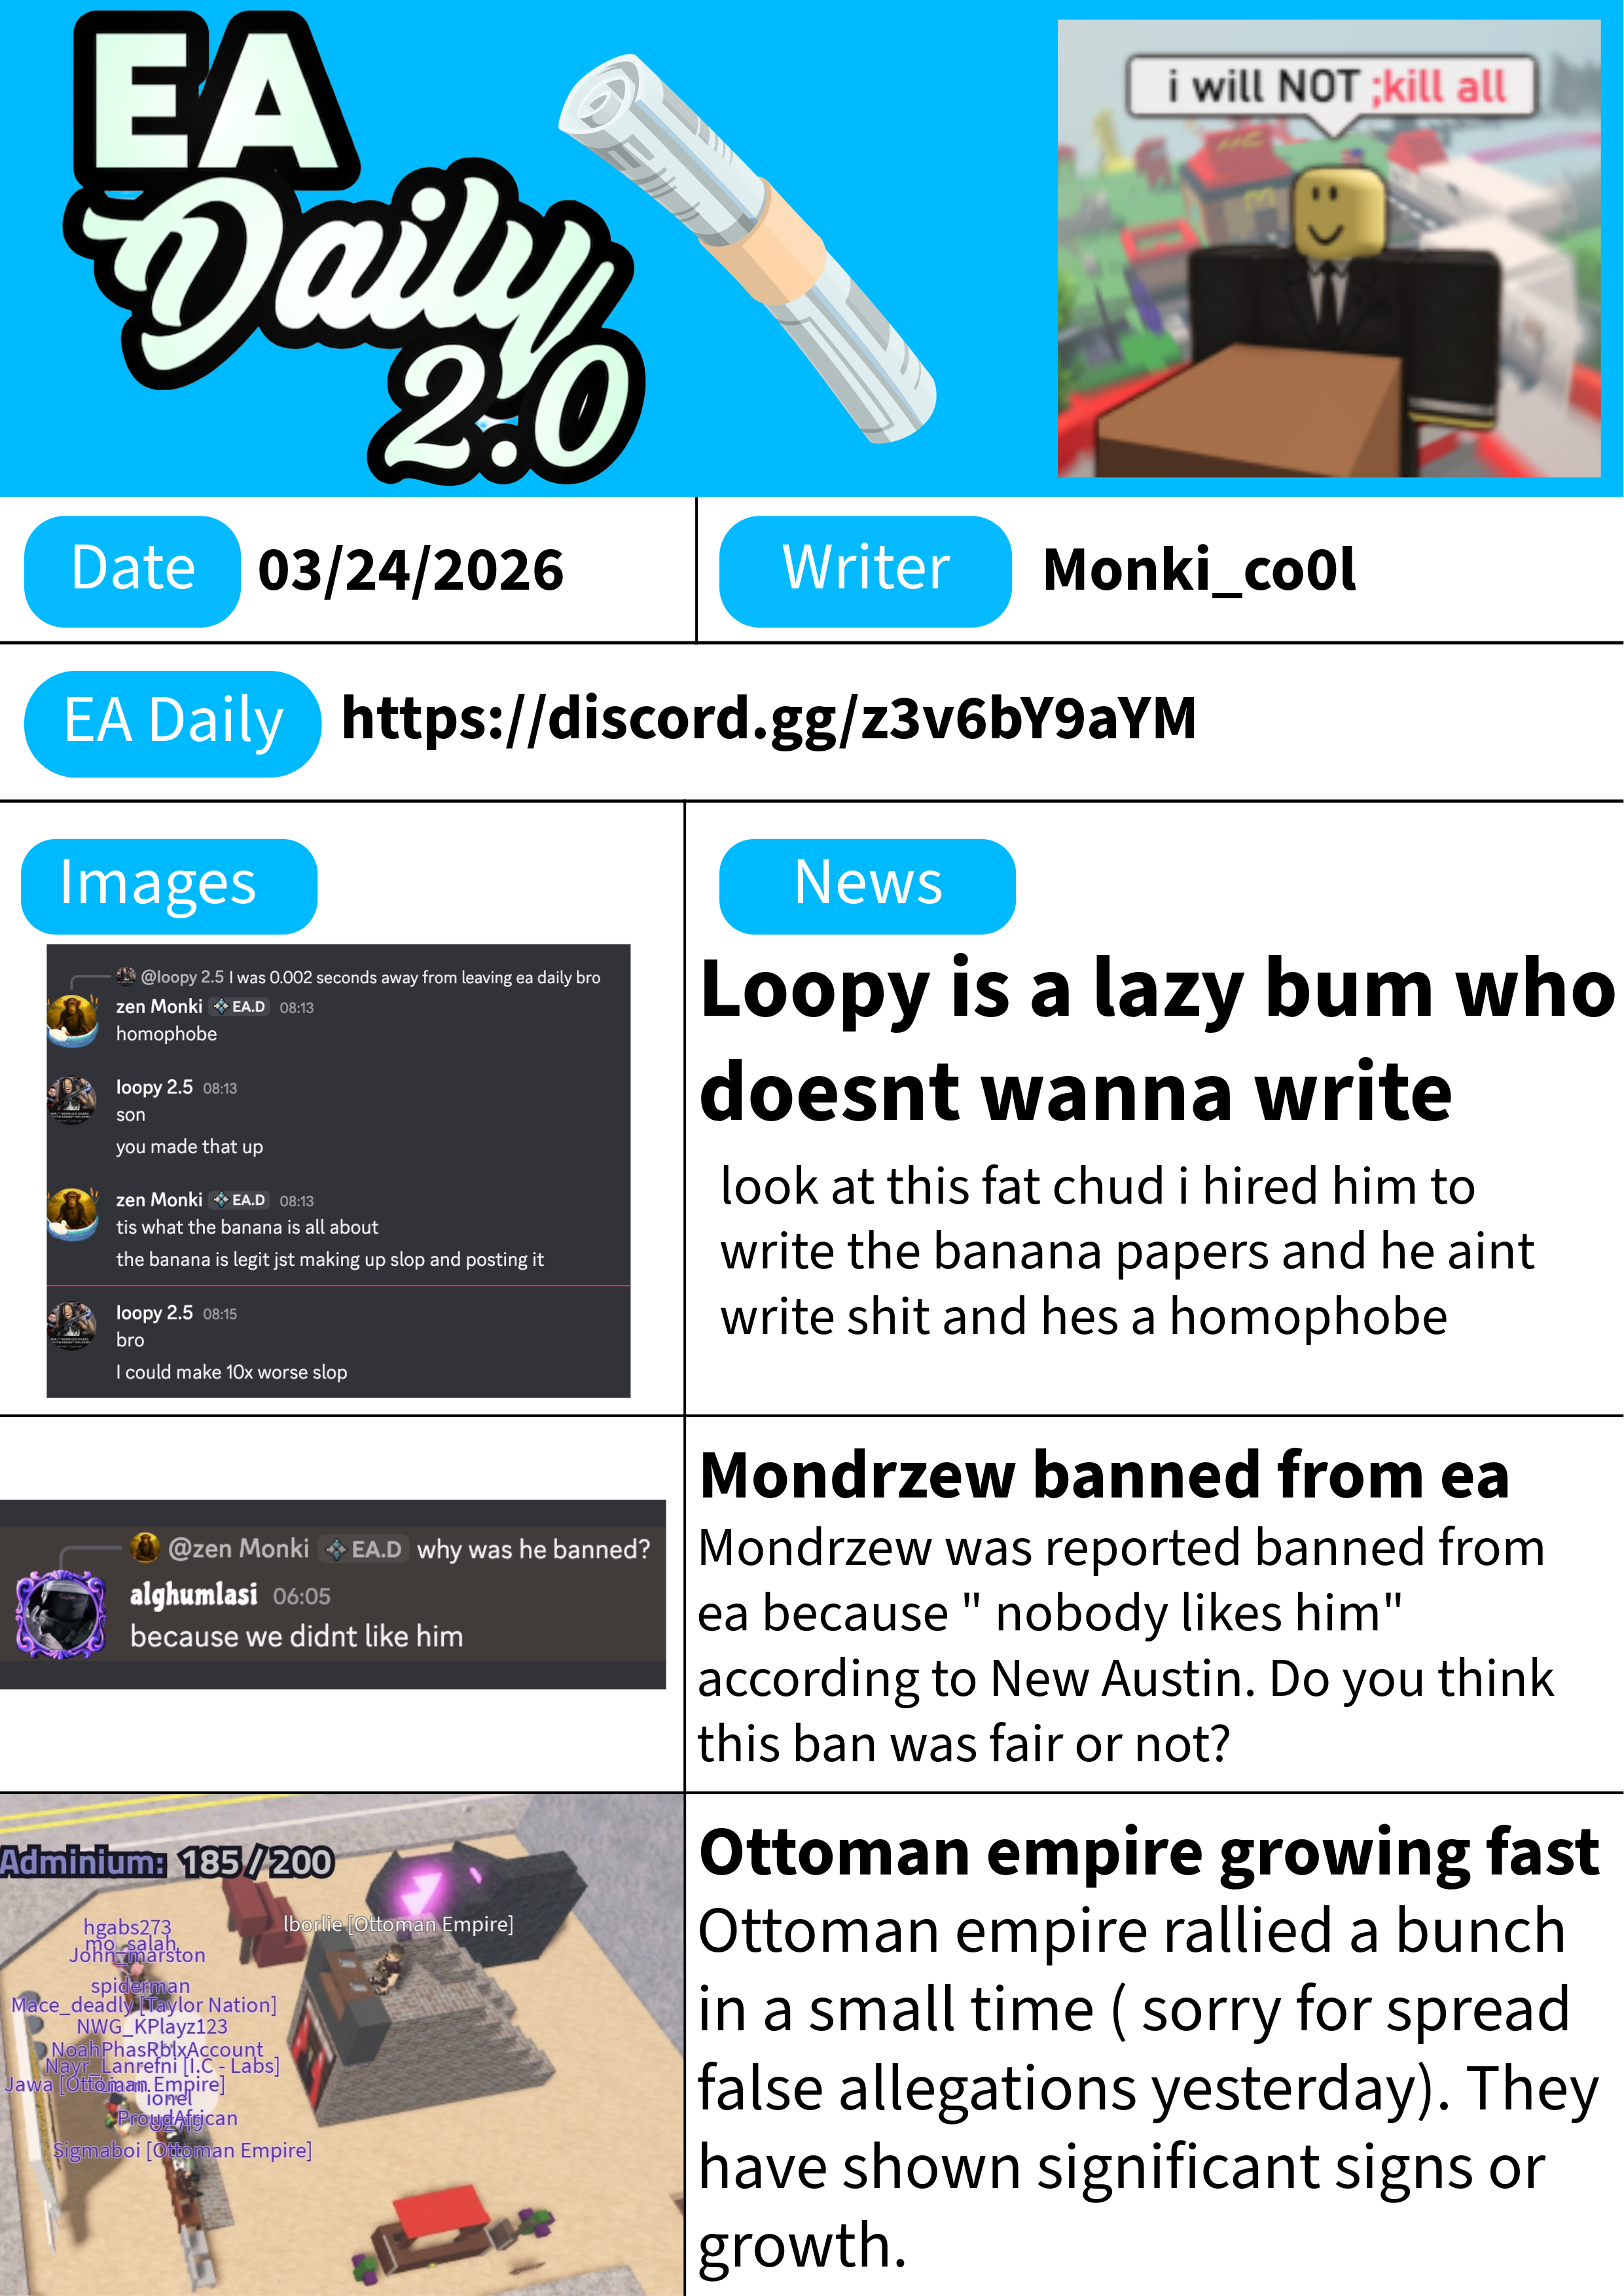 EA
Daily
2.0
i will NOT ;kill all
Date
03/24/2026
Writer
Monki_co0l
EA Daily
https://discord.gg/z3v6bY9aYM
Images
@loopy 2.5 I was 0.002 seconds away from leaving ea daily bro
zen Monki EA.D 08:13
homophobe
loopy 2.5 08:13
son
you made that up
zen Monki EA.D 08:13
tis what the banana is all about
the banana is legit jst making up slop and posting it
loopy 2.5 08:15
bro
I could make 10x worse slop
News
Loopy is a lazy bum who
doesnt wanna write
look at this fat chud i hired him to
write the banana papers and he aint
write shit and hes a homophobe
@zen Monki EA.D why was he banned?
alghumlasi 06:05
because we didnt like him
Mondrzew banned from ea
Mondrzew was reported banned from
ea because " nobody likes him"
according to New Austin. Do you think
this ban was fair or not?
Adminium: 185 / 200
lborlie [Ottoman Empire]
hgabs273
mo_salah
John_marston
spiderman
Mace_deadly [Taylor Nation]
NWG_KPlayz123
NoahPhasRblxAccount
Nayr_Lanrefni [I.C - Labs]
Jawa [Ottoman Empire]
ionel
ProudAfrican
Sigmaboi [Ottoman Empire]
Ottoman empire growing fast
Ottoman empire rallied a bunch
in a small time ( sorry for spread
false allegations yesterday). They
have shown significant signs or
growth.